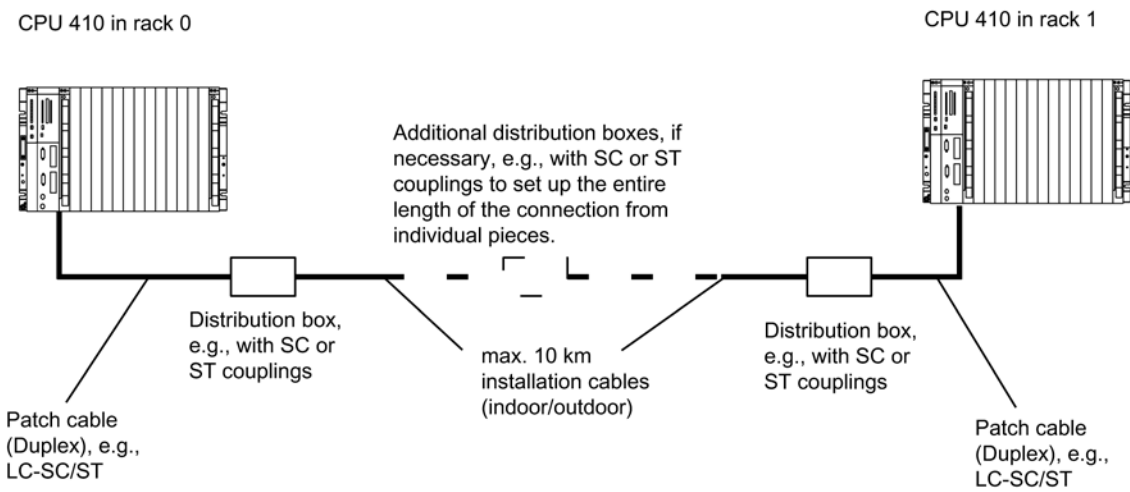 CPU 410 in rack 0
CPU 410 in rack 1
Additional distribution boxes, if
necessary, e.g., with SC or ST
couplings to set up the entire
length of the connection from
individual pieces.
Distribution box,
e.g., with SC or
ST couplings
max. 10 km
installation cables
(indoor/outdoor)
Distribution box,
e.g., with SC or
ST couplings
Patch cable
(Duplex), e.g.,
LC-SC/ST
Patch cable
(Duplex), e.g.,
LC-SC/ST